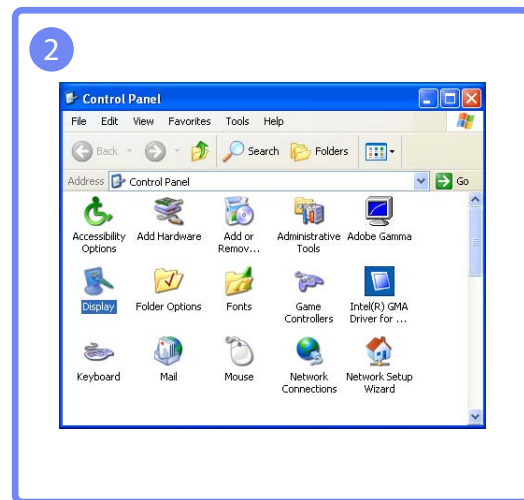 2
Control Panel
File Edit View Favorites Tools Help
Back Search Folders
Address Control Panel Go
Accessibility Options Add Hardware Add or Remov... Administrative Tools Adobe Gamma
Display Folder Options Fonts Game Controllers Intel(R) GMA Driver for ...
Keyboard Mail Mouse Network Connections Network Setup Wizard